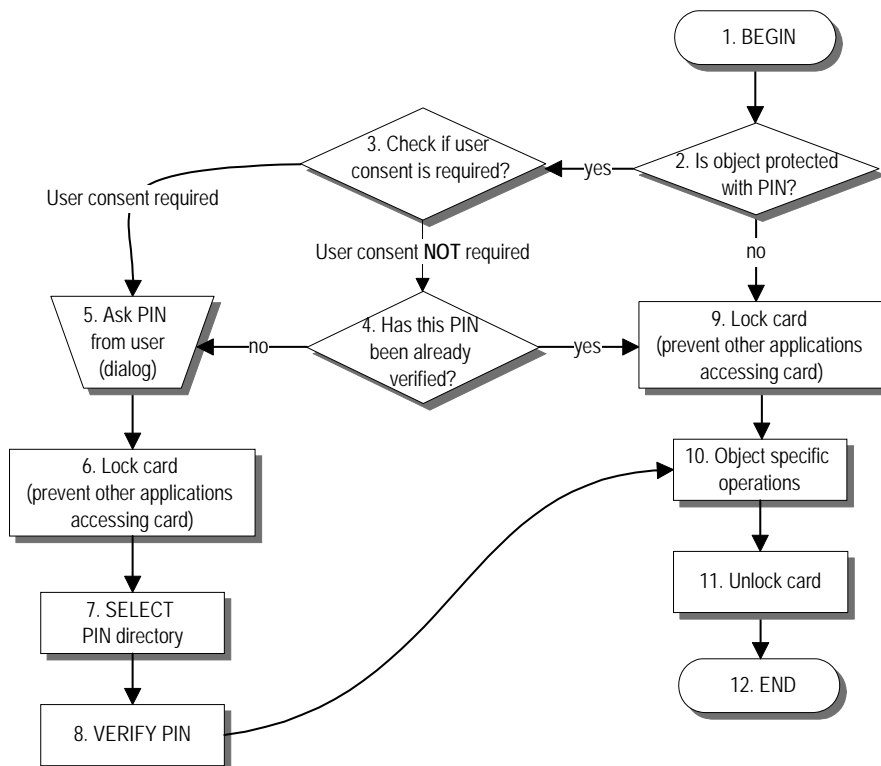 1. BEGIN
2. Is object protected
with PIN?
yes
no
3. Check if user
consent is required?
User consent required
User consent NOT required
4. Has this PIN
been already
verified?
no
yes
5. Ask PIN
from user
(dialog)
6. Lock card
(prevent other applications
accessing card)
7. SELECT
PIN directory
8. VERIFY PIN
9. Lock card
(prevent other applications
accessing card)
10. Object specific
operations
11. Unlock card
12. END